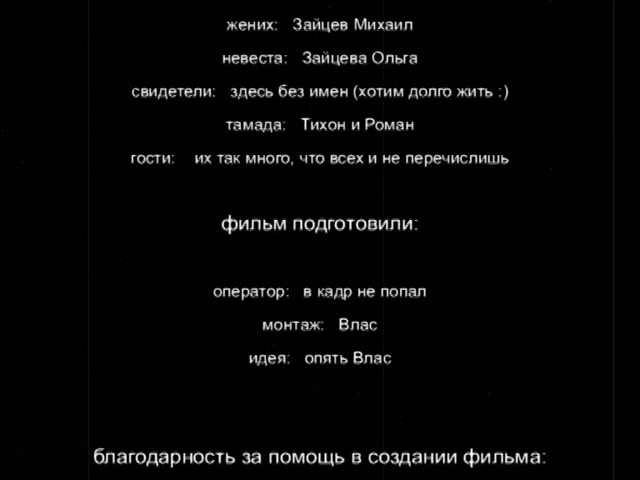 жених: Зайцев Михаил
невеста: Зайцева Ольга
свидетели: здесь без имен (хотим долго жить :)
тамада: Тихон и Роман
гости: их так много, что всех и не перечислишь
фильм подготовили:
оператор: в кадр не попал
монтаж: Влас
идея: опять Влас
благодарность за помощь в создании фильма: